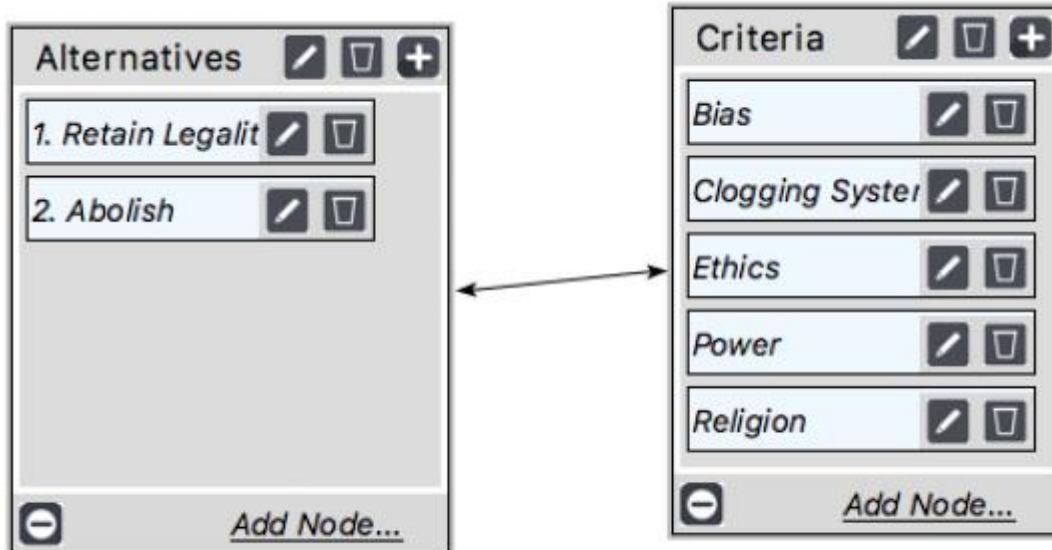 Alternatives
1. Retain Legalit
2. Abolish
Add Node...
Criteria
Bias
Clogging Syster
Ethics
Power
Religion
Add Node...